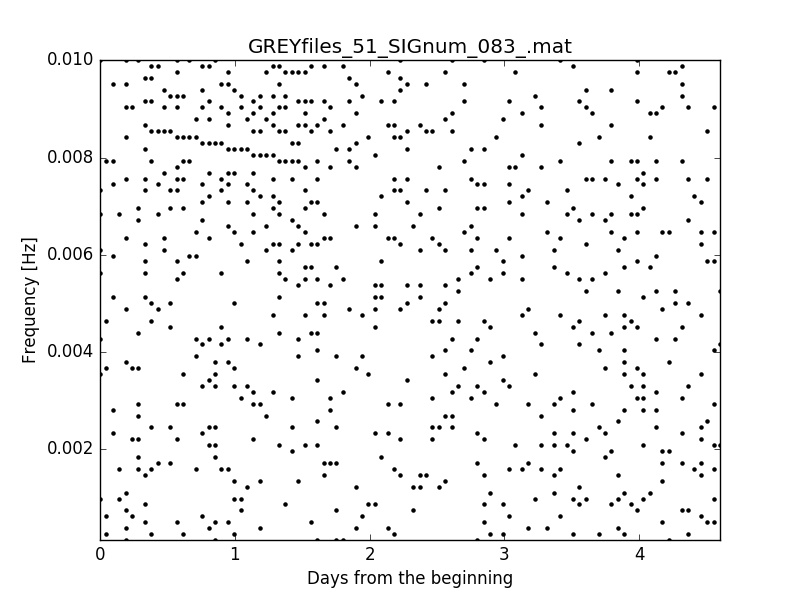 GREYfiles_51_SIGnum_083_.mat
0.010
0.008
0.006
0.004
0.002
Frequency [Hz]
0 1 2 3 4
Days from the beginning